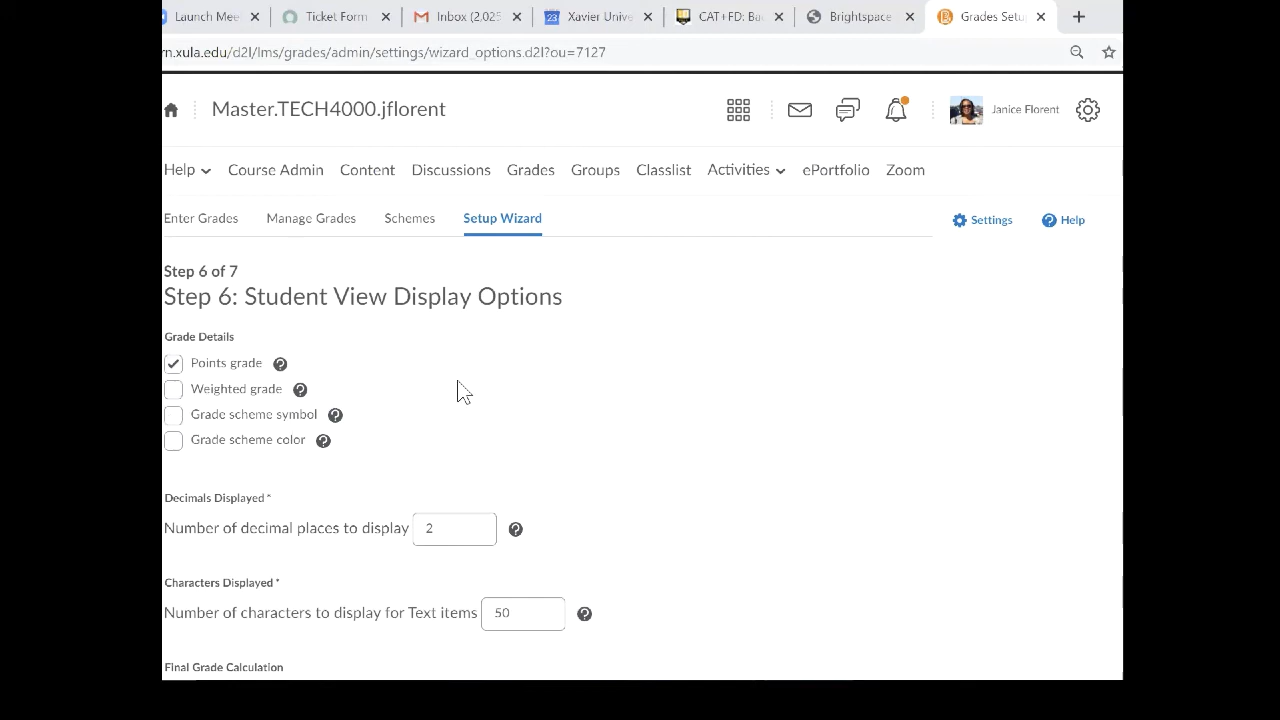 Launch Mee
Ticket Form
Inbox (2,025
23
Xavier Unive
CAT+FD: Ba
Brightspace
Grades Setu
rn.xula.edu/d2l/lms/grades/admin/settings/wizard_options.d2l?ou=7127
Master.TECH4000.jflorent
Janice Florent
Help
Course Admin
Content
Discussions
Grades
Groups
Classlist
Activities
ePortfolio
Zoom
Enter Grades
Manage Grades
Schemes
Setup Wizard
Settings
Help
Step 6 of 7
Step 6: Student View Display Options
Grade Details
Points grade
Weighted grade
Grade scheme symbol
Grade scheme color
Decimals Displayed *
Number of decimal places to display 2
Characters Displayed *
Number of characters to display for Text items 50
Final Grade Calculation